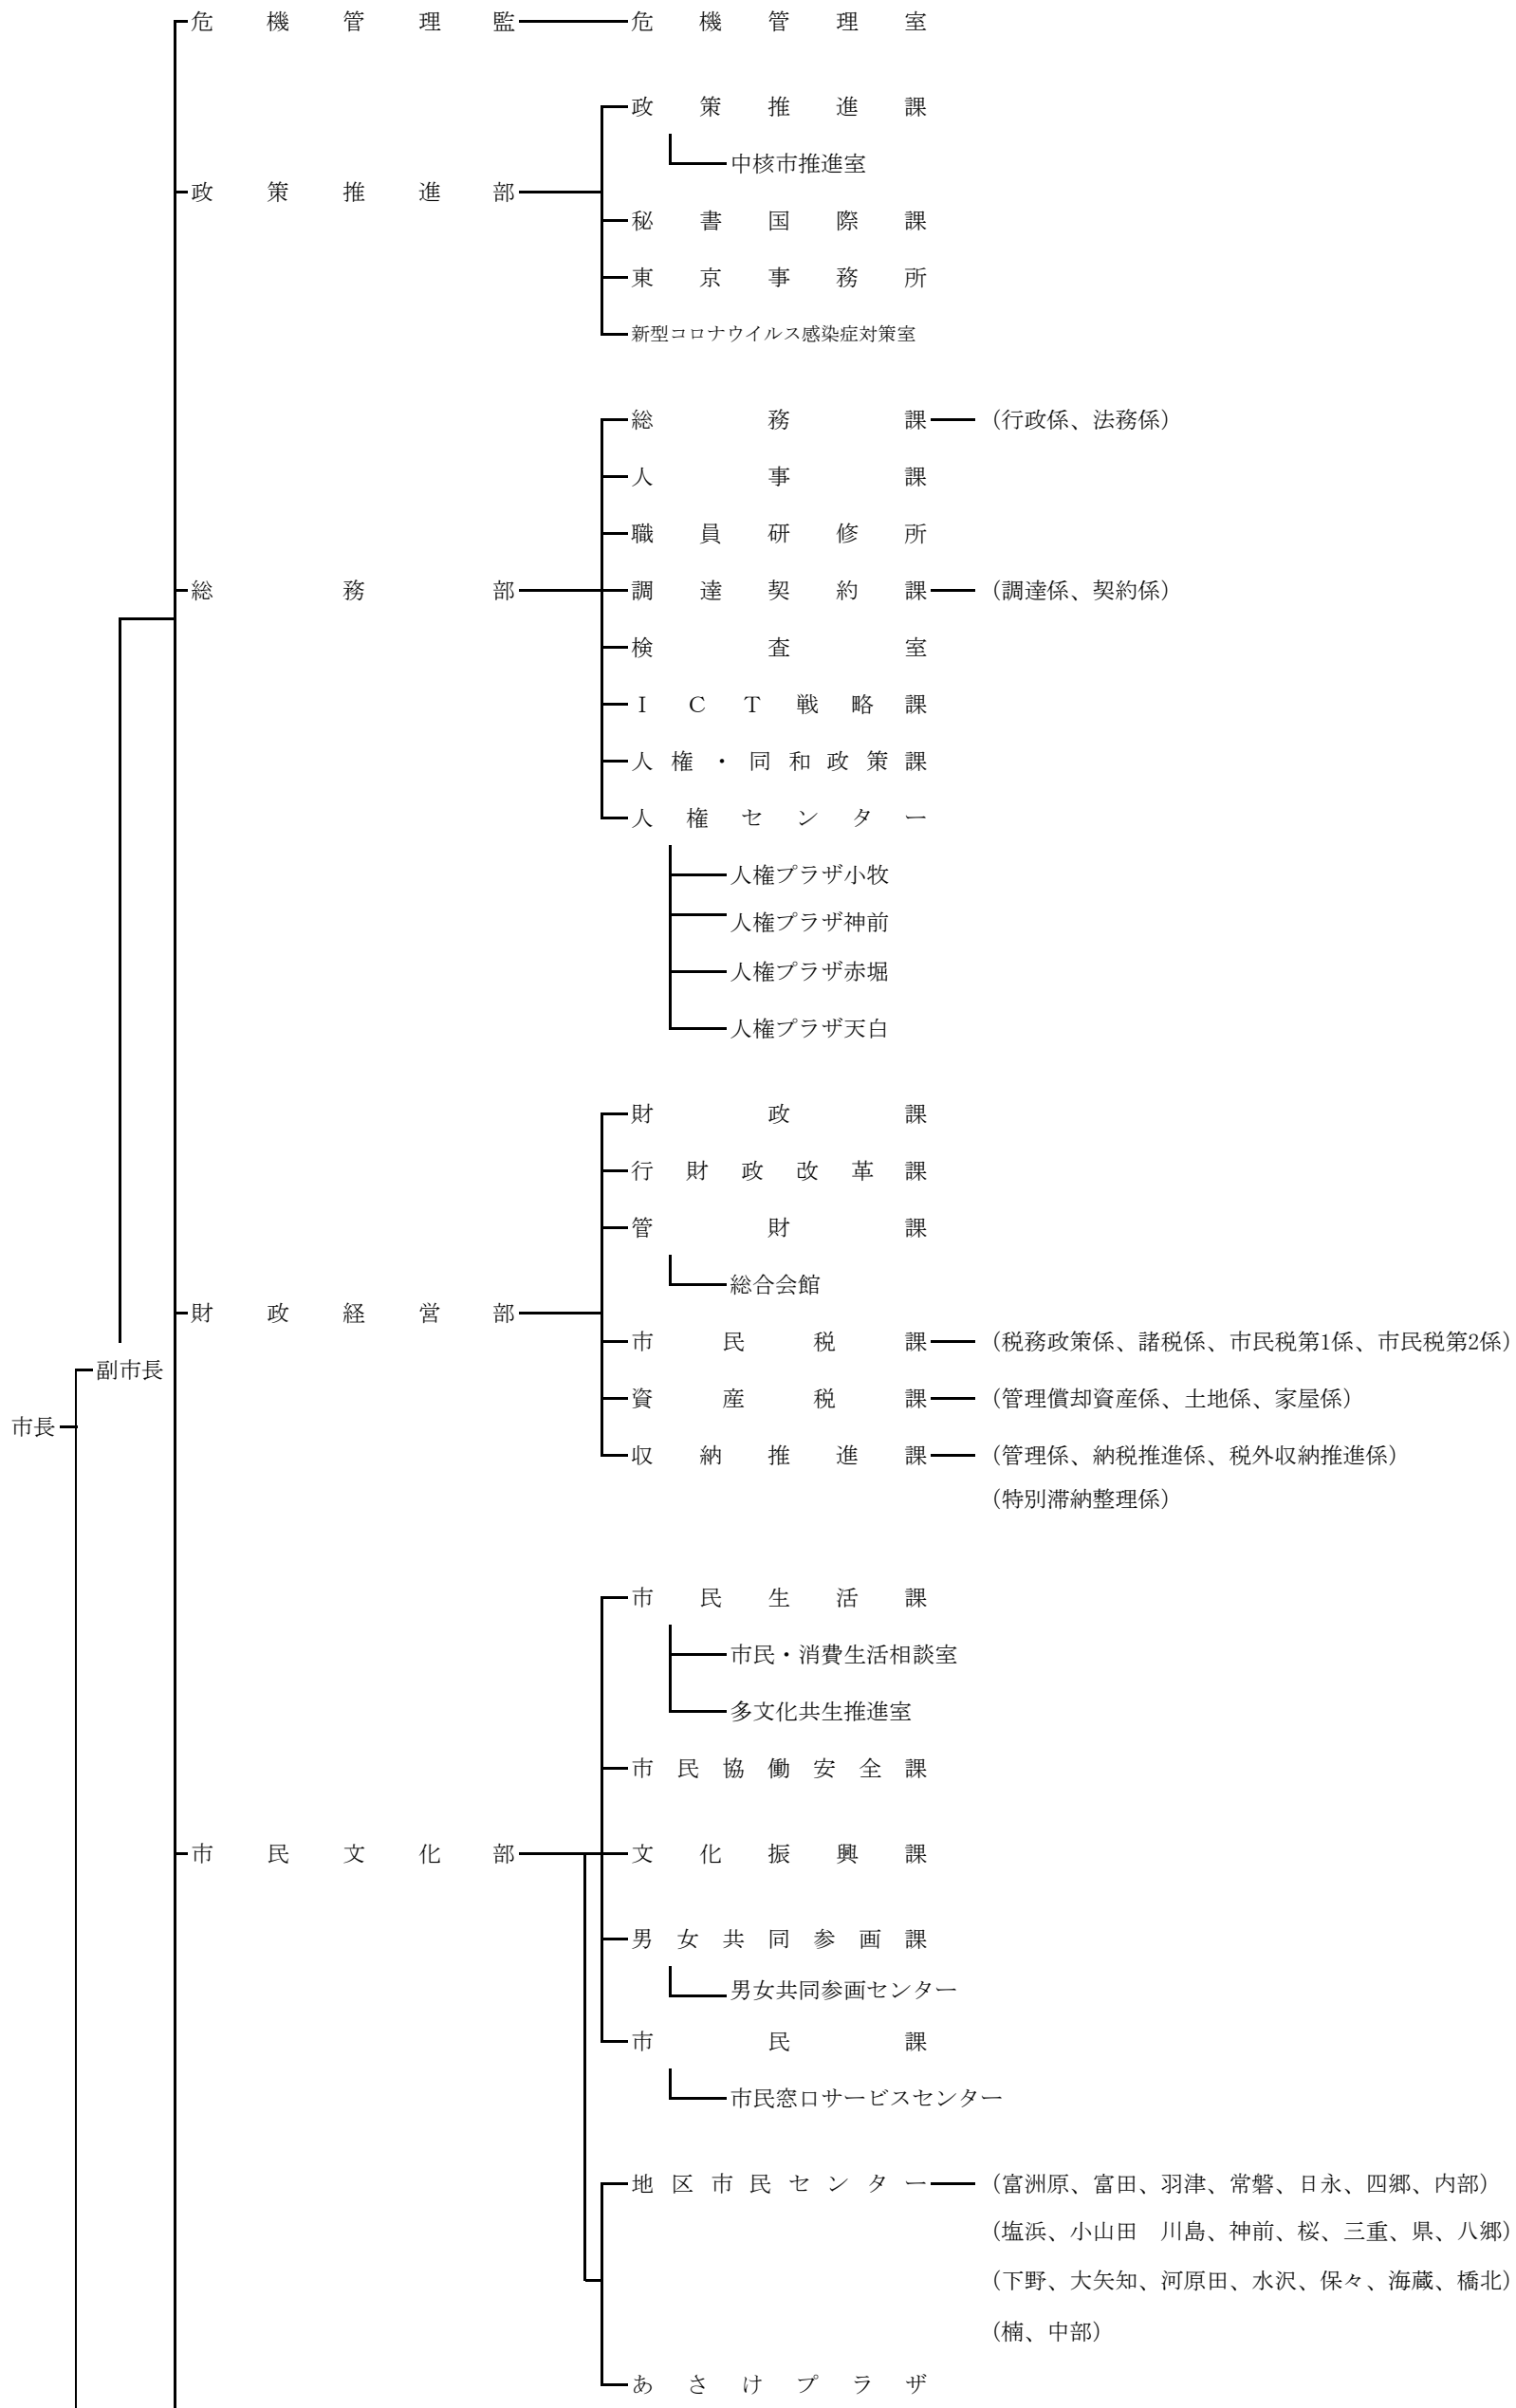 危機管理監 危機管理室
政策推進課
中核市推進室
政策推進部
秘書国際課
東京事務所
新型コロナウイルス感染症対策室
総務課 (行政係、法務係)
人事課
職員研修所
総務部 調達契約課 (調達係、契約係)
検査室
ICT戦略課
人権・同和政策課
人権センター
人権プラザ小牧
人権プラザ神前
人権プラザ赤堀
人権プラザ天白
財政課
行財政改革課
管財課
総合会館
財政経営部
市民税課 (税務政策係、諸税係、市民税第1係、市民税第2係)
副市長
資産税課 (管理償却資産係、土地係、家屋係)
市長
収納推進課 (管理係、納税推進係、税外収納推進係)
(特別滞納整理係)
市民生活課
市民・消費生活相談室
多文化共生推進室
市民協働安全課
市民文化部 文化振興課
男女共同参画課
男女共同参画センター
市民課
市民窓口サービスセンター
地区市民センター (富洲原、富田、羽津、常磐、日永、四郷、内部)
(塩浜、小山田　川島、神前、桜、三重、県、八郷)
(下野、大矢知、河原田、水沢、保々、海蔵、橋北)
(楠、中部)
あさけプラザ